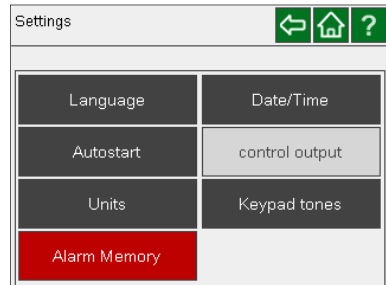 Settings
?
Language
Date/Time
Autostart
control output
Units
Keypad tones
Alarm Memory